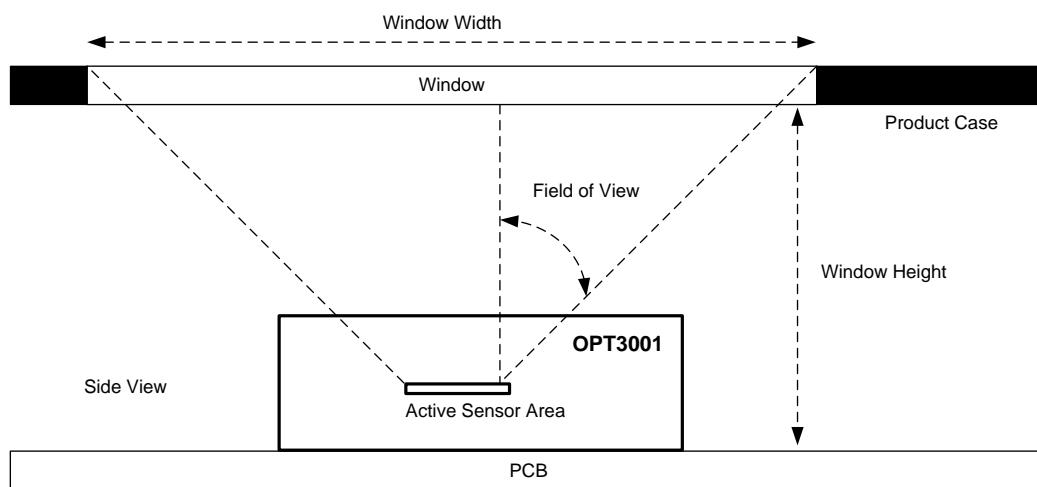 Window Width
Window
Product Case
Field of View
Window Height
OPT3001
Side View
Active Sensor Area
PCB